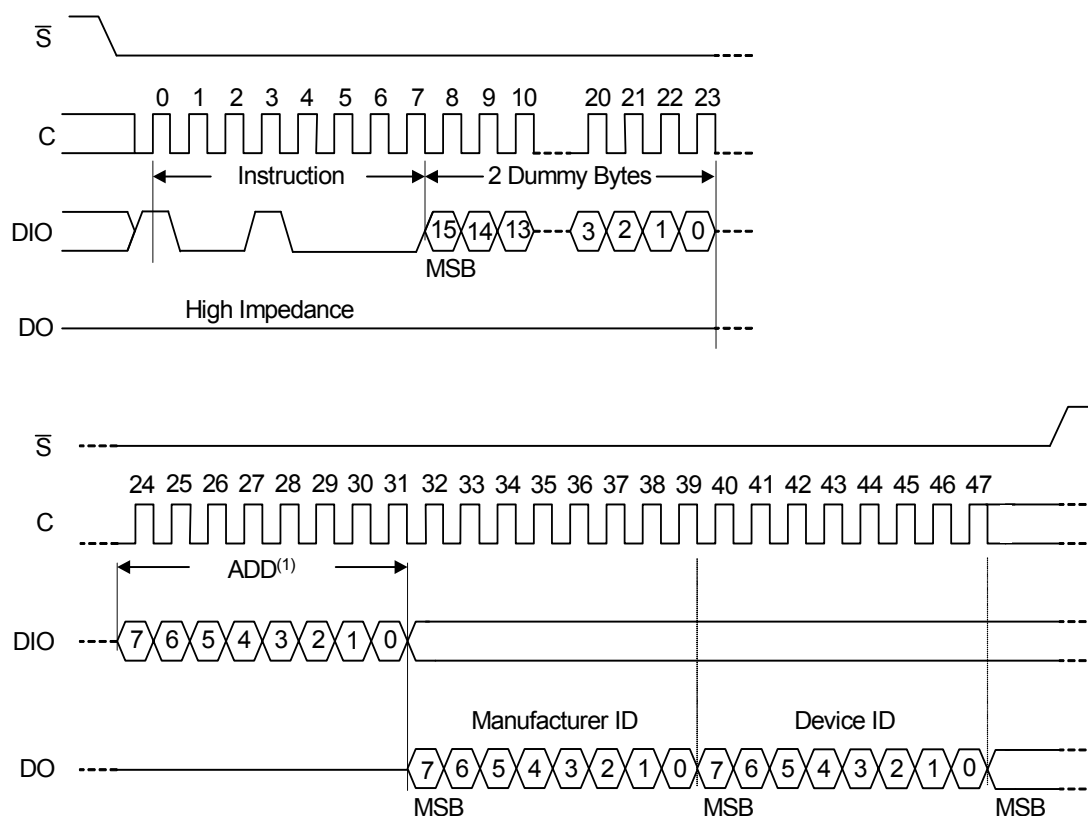 S
0 1 2 3 4 5 6 7 8 9 10 20 21 22 23
C
Instruction 2 Dummy Bytes
DIO 15 14 13 3 2 1 0
MSB
High Impedance
DO
S
24 25 26 27 28 29 30 31 32 33 34 35 36 37 38 39 40 41 42 43 44 45 46 47
C
ADD(1)
DIO 7 6 5 4 3 2 1 0
Manufacturer ID Device ID
DO 7 6 5 4 3 2 1 0 7 6 5 4 3 2 1 0
MSB MSB MSB